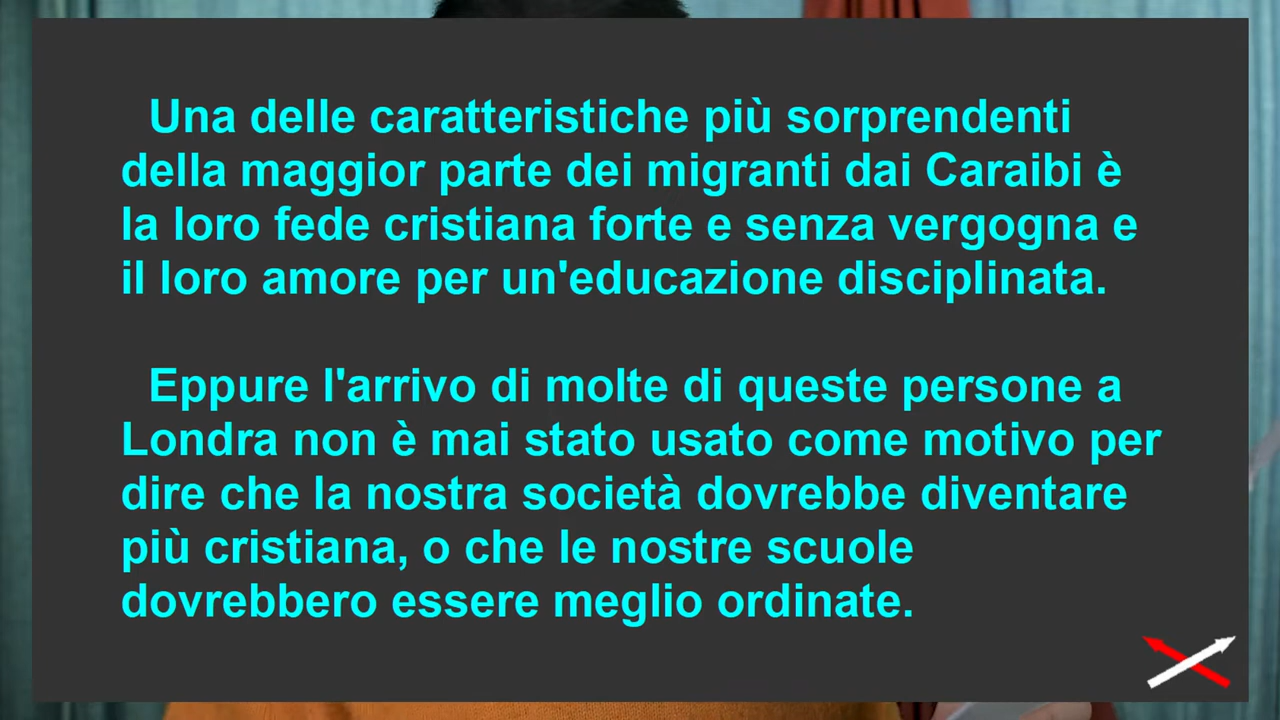 Una delle caratteristiche più sorprendenti
della maggior parte dei migranti dai Caraibi è
la loro fede cristiana forte e senza vergogna e
il loro amore per un'educazione disciplinata.
Eppure l'arrivo di molte di queste persone a
Londra non è mai stato usato come motivo per
dire che la nostra società dovrebbe diventare
più cristiana, o che le nostre scuole
dovrebbero essere meglio ordinate.